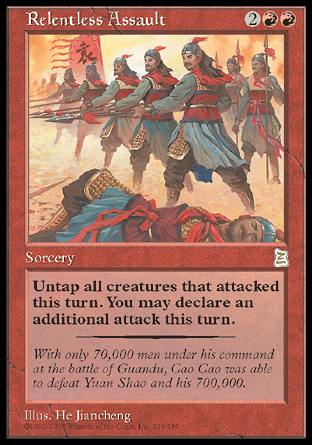 Relentless Assault 2
袁
Sorcery
Untap all creatures that attacked
this turn. You may declare an
additional attack this turn.
With only 70,000 men under his command
at the battle of Guandu, Cao Cao was able
to defeat Yuan Shao and his 700,000.
Illus. He Jiancheng